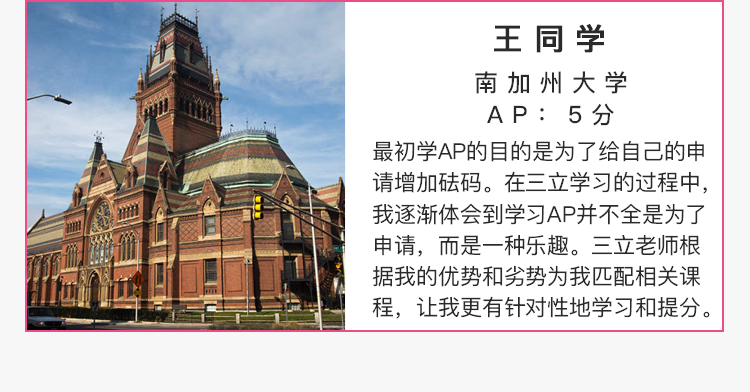 王同学
南加州大学
AP：5分
最初学AP的目的是为了给自己的申
请增加砝码。在三立学习的过程中，
我逐渐体会到学习AP并不全是为了
申请，而是一种乐趣。三立老师根
据我的优势和劣势为我匹配相关课
程，让我更有针对性地学习和提分。